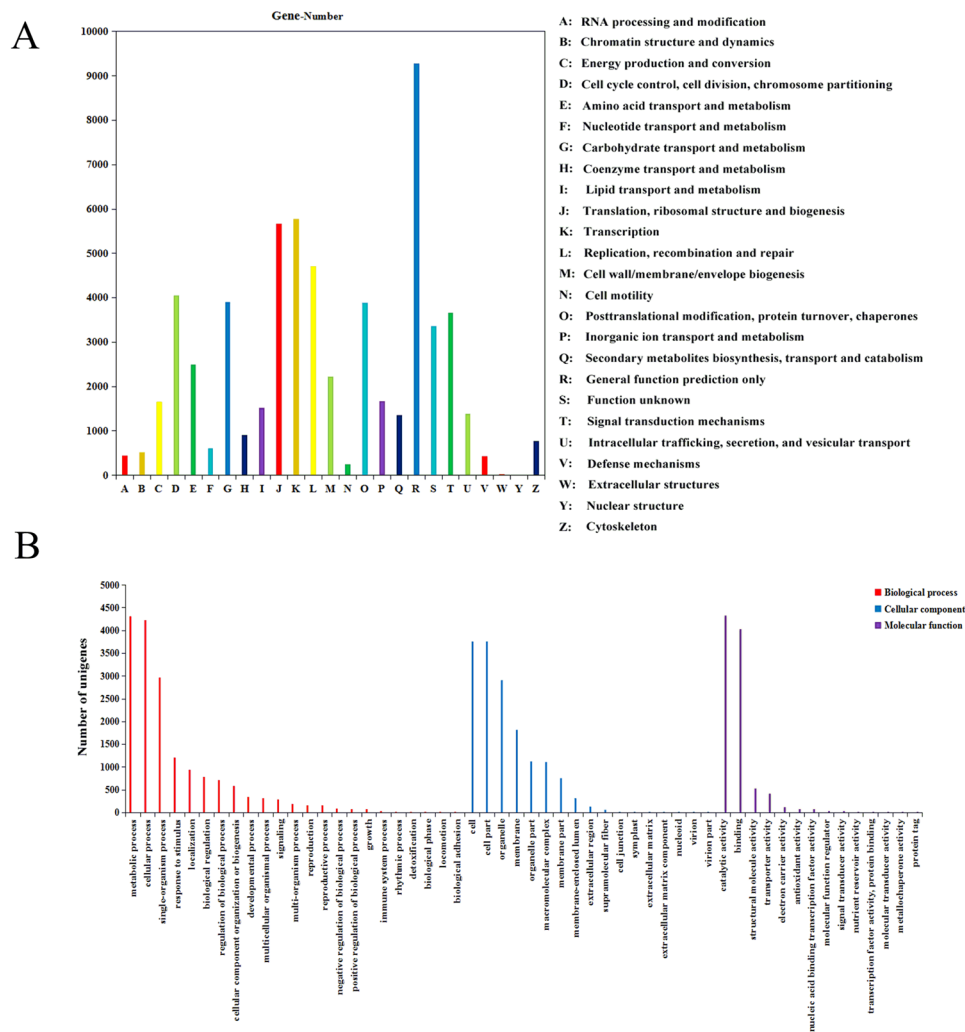 A
Gene-Number
10000
9000
8000
7000
6000
5000
4000
3000
2000
1000
0
A B C D E F G H I J K L M N O P Q R S T U V W Y Z
A: RNA processing and modification
B: Chromatin structure and dynamics
C: Energy production and conversion
D: Cell cycle control, cell division, chromosome partitioning
E: Amino acid transport and metabolism
F: Nucleotide transport and metabolism
G: Carbohydrate transport and metabolism
H: Coenzyme transport and metabolism
I: Lipid transport and metabolism
J: Translation, ribosomal structure and biogenesis
K: Transcription
L: Replication, recombination and repair
M: Cell wall/membrane/envelope biogenesis
N: Cell motility
O: Posttranslational modification, protein turnover, chaperones
P: Inorganic ion transport and metabolism
Q: Secondary metabolites biosynthesis, transport and catabolism
R: General function prediction only
S: Function unknown
T: Signal transduction mechanisms
U: Intracellular trafficking, secretion, and vesicular transport
V: Defense mechanisms
W: Extracellular structures
Y: Nuclear structure
Z: Cytoskeleton
B
Number of unigenes
5000
4500
4000
3500
3000
2500
2000
1500
1000
500
0
Biological process
Cellular component
Molecular function
metabolic process
cellular process
single-organism process
response to stimulus
localization
biological regulation
regulation of biological process
cellular component organization or biogenesis
developmental process
multicellular organismal process
signaling
multi-organism process
reproduction
reproductive process
negative regulation of biological process
positive regulation of biological process
growth
immune system process
rhythmic process
detoxification
biological phase
locomotion
biological adhesion
cell
cell part
organelle
membrane
organelle part
macromolecular complex
membrane part
membrane-enclosed lumen
extracellular region
supramolecular fiber
cell junction
symplast
extracellular matrix
extracellular matrix component
nucleoid
virion
virion part
catalytic activity
binding
structural molecule activity
transporter activity
electron carrier activity
antioxidant activity
nucleic acid binding transcription factor activity
molecular function regulator
signal transducer activity
nutrient reservoir activity
transcription factor activity, protein binding
molecular transducer activity
metallochaperone activity
protein tag